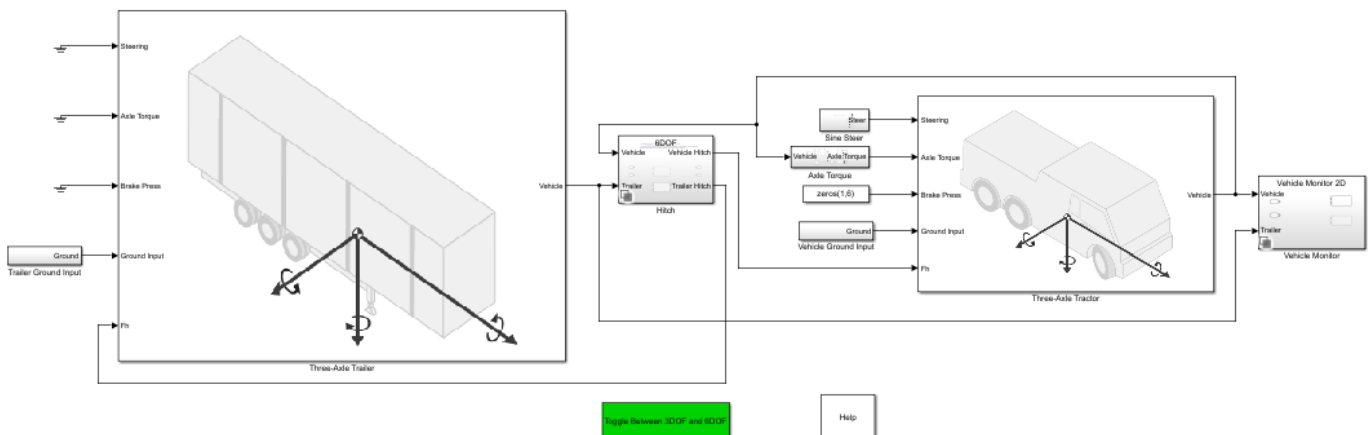 Steering
Axle Torque
Brake Press
Ground
Trailer Ground Input
Ground Input
Fh
Vehicle
Three-Axle Trailer
6DOF
Vehicle
Vehicle Hitch
Trailer
Trailer Hitch
Hitch
Steer
Sine Steer
Vehicle
Axle Torque
Axle Torque
zeros(1,6)
Ground
Vehicle Ground Input
Steering
Axle Torque
Brake Press
Ground Input
Fh
Vehicle
Three-Axle Tractor
Vehicle Monitor 2D
Vehicle
Trailer
Vehicle Monitor
Toggle Between 3DOF and 6DOF
Help